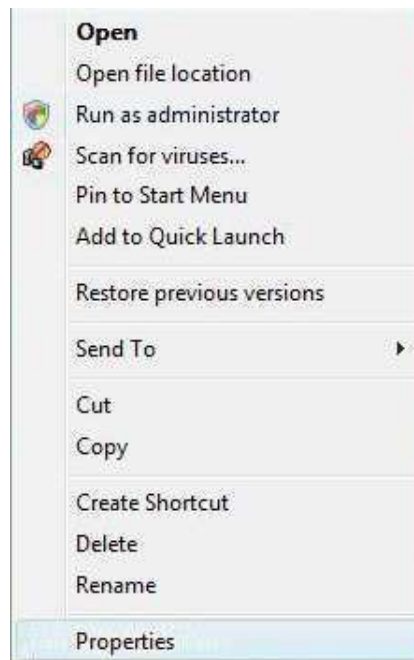 Open
Open file location
Run as administrator
Scan for viruses...
Pin to Start Menu
Add to Quick Launch
Restore previous versions
Send To
Cut
Copy
Create Shortcut
Delete
Rename
Properties